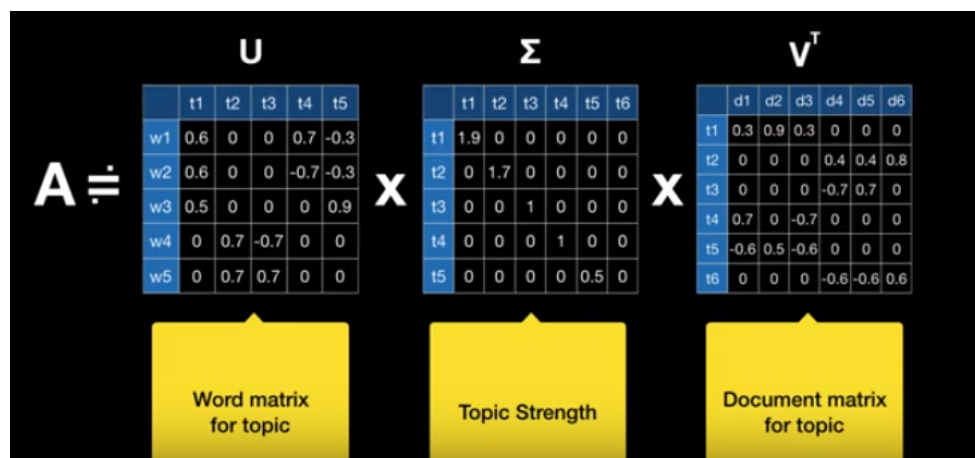 U
Σ
Vᵀ
A ≒
t1 t2 t3 t4 t5
w1 0.6 0 0 0.7 -0.3
w2 0.6 0 0 -0.7 -0.3
w3 0.5 0 0 0 0.9
w4 0 0.7 -0.7 0 0
w5 0 0.7 0.7 0 0
x
t1 t2 t3 t4 t5 t6
t1 1.9 0 0 0 0 0
t2 0 1.7 0 0 0 0
t3 0 0 1 0 0 0
t4 0 0 0 1 0 0
t5 0 0 0 0 0.5 0
x
d1 d2 d3 d4 d5 d6
t1 0.3 0.9 0.3 0 0 0
t2 0 0 0 0.4 0.4 0.8
t3 0 0 0 -0.7 0.7 0
t4 0.7 0 -0.7 0 0 0
t5 -0.6 0.5 -0.6 0 0 0
t6 0 0 0 -0.6 -0.6 0.6
Word matrix
for topic
Topic Strength
Document matrix
for topic